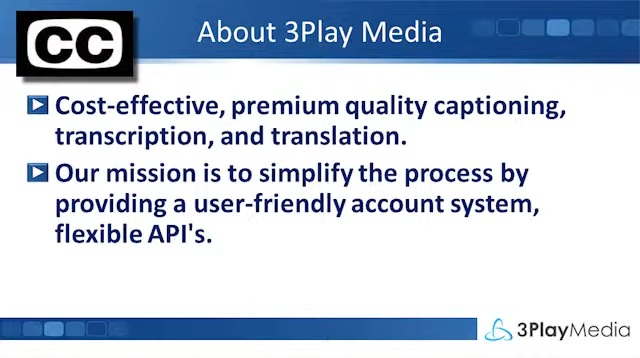 CC
About 3Play Media
Cost-effective, premium quality captioning,
transcription, and translation.
Our mission is to simplify the process by
providing a user-friendly account system,
flexible API's.
3PlayMedia